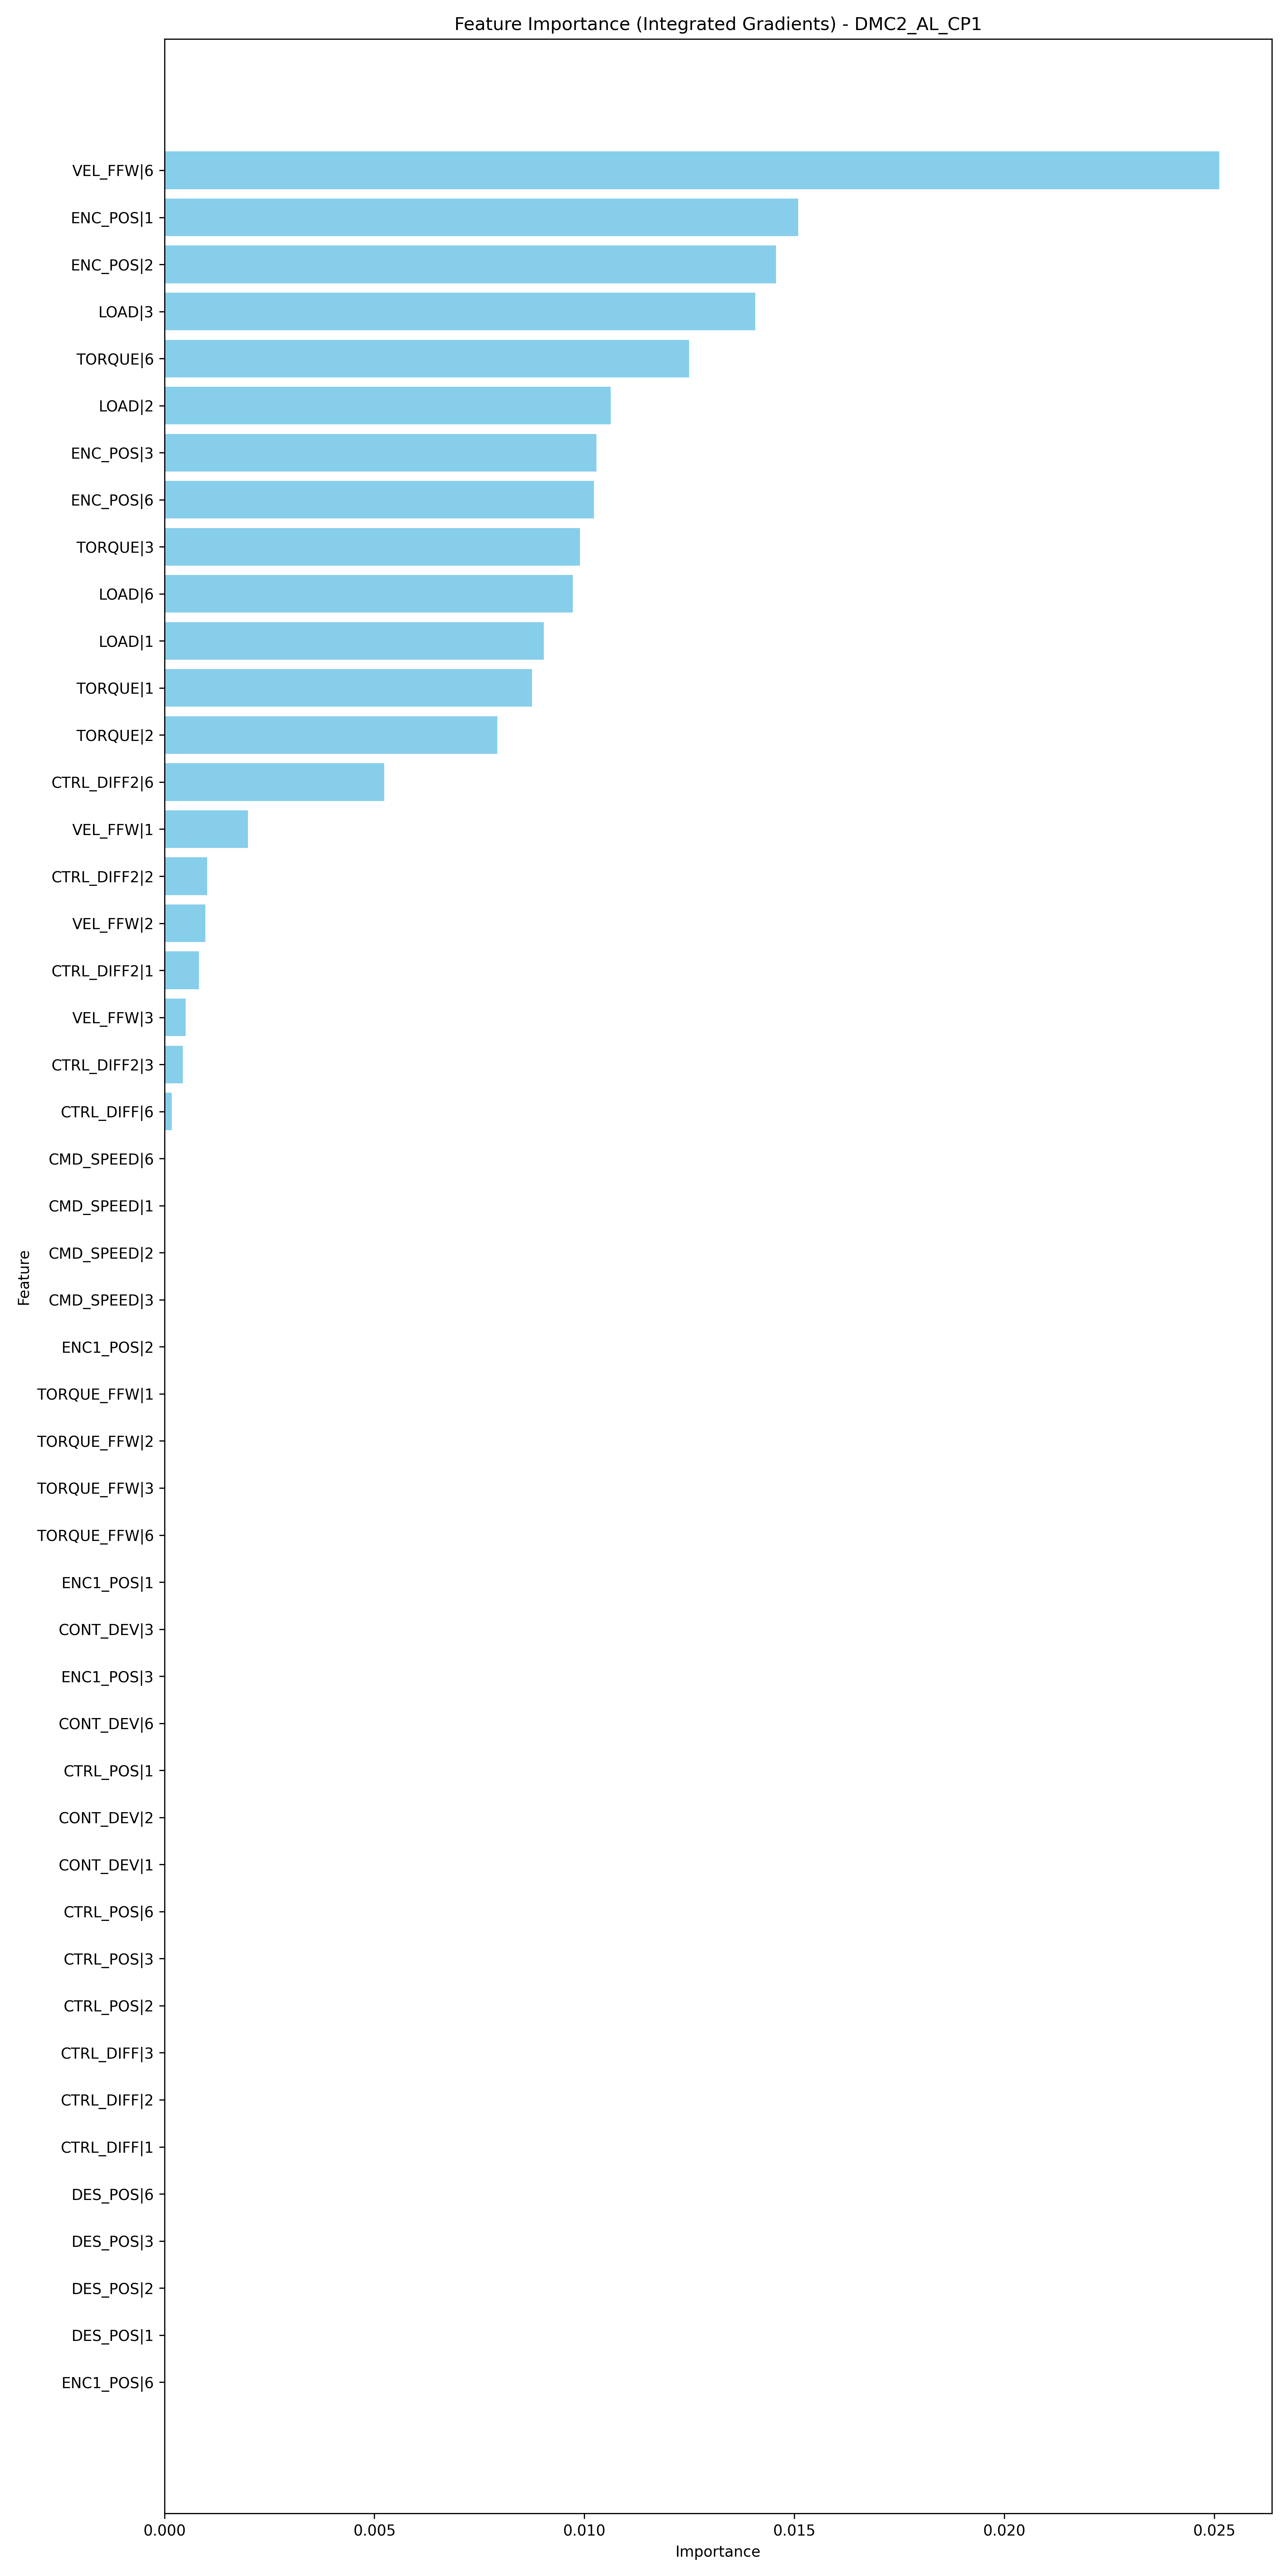 Feature Importance (Integrated Gradients) - DMC2_AL_CP1
VEL_FFW|6
ENC_POS|1
ENC_POS|2
LOAD|3
TORQUE|6
LOAD|2
ENC_POS|3
ENC_POS|6
TORQUE|3
LOAD|6
LOAD|1
TORQUE|1
TORQUE|2
CTRL_DIFF2|6
VEL_FFW|1
CTRL_DIFF2|2
VEL_FFW|2
CTRL_DIFF2|1
VEL_FFW|3
CTRL_DIFF2|3
CTRL_DIFF|6
CMD_SPEED|6
CMD_SPEED|1
CMD_SPEED|2
CMD_SPEED|3
ENC1_POS|2
TORQUE_FFW|1
TORQUE_FFW|2
TORQUE_FFW|3
TORQUE_FFW|6
ENC1_POS|1
CONT_DEV|3
ENC1_POS|3
CONT_DEV|6
CTRL_POS|1
CONT_DEV|2
CONT_DEV|1
CTRL_POS|6
CTRL_POS|3
CTRL_POS|2
CTRL_DIFF|3
CTRL_DIFF|2
CTRL_DIFF|1
DES_POS|6
DES_POS|3
DES_POS|2
DES_POS|1
ENC1_POS|6
Feature
0.000 0.005 0.010 0.015 0.020 0.025
Importance